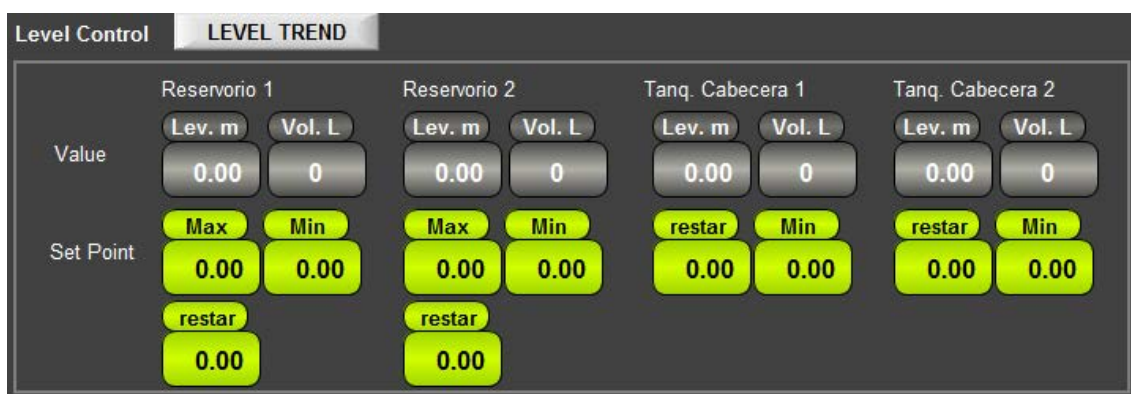 Level Control LEVEL TREND
Reservorio 1 Reservorio 2 Tanq. Cabecera 1 Tanq. Cabecera 2
Lev. m Vol. L Lev. m Vol. L Lev. m Vol. L Lev. m Vol. L
Value 0.00 0 0.00 0 0.00 0 0.00 0
Max Min Max Min restar Min restar Min
Set Point 0.00 0.00 0.00 0.00 0.00 0.00 0.00 0.00
restar restar
0.00 0.00